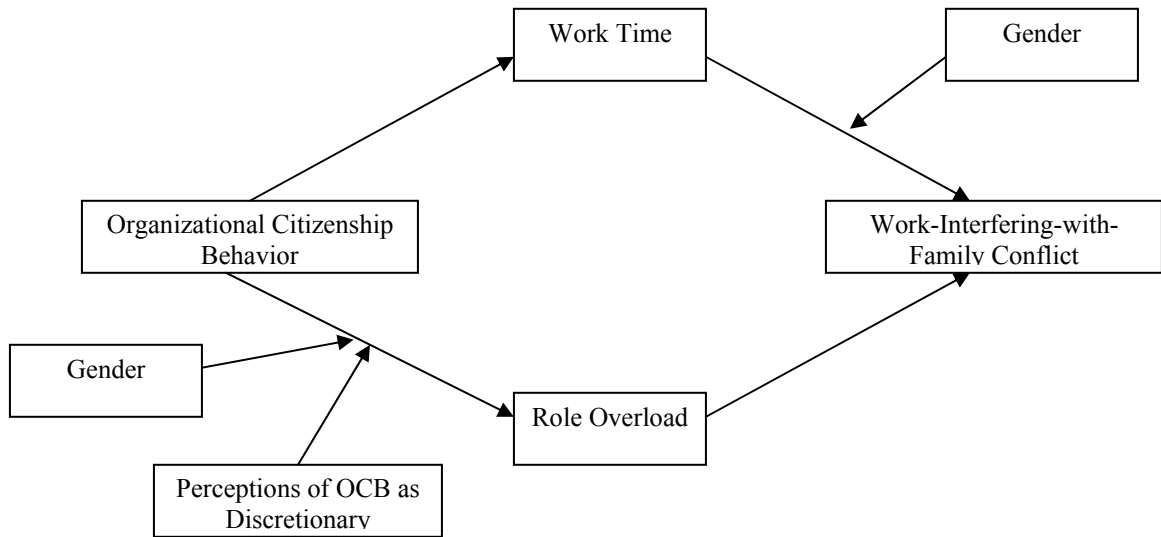 Work Time
Gender
Organizational Citizenship
Behavior
Work-Interfering-with-
Family Conflict
Gender
Role Overload
Perceptions of OCB as
Discretionary